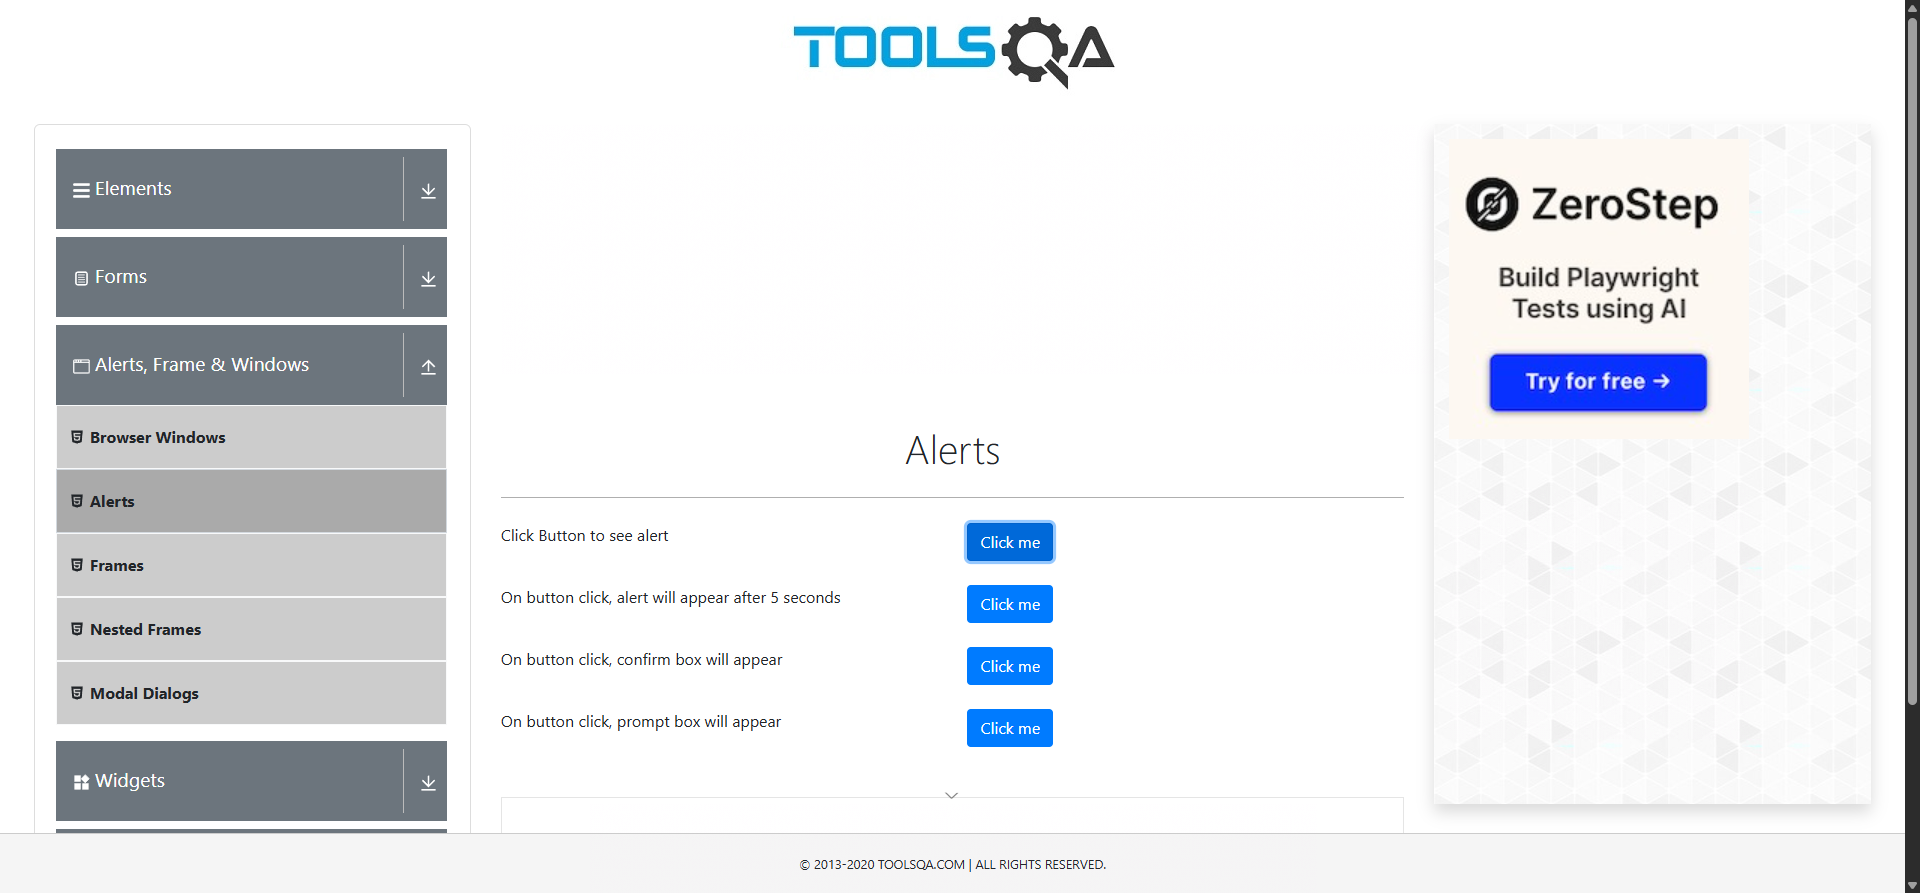 TOOLSQA
Elements
Forms
Alerts, Frame & Windows
Browser Windows
Alerts
Frames
Nested Frames
Modal Dialogs
Widgets
Alerts
Click Button to see alert
Click me
On button click, alert will appear after 5 seconds
Click me
On button click, confirm box will appear
Click me
On button click, prompt box will appear
Click me
ZeroStep
Build Playwright
Tests using AI
Try for free →
© 2013-2020 TOOLSQA.COM | ALL RIGHTS RESERVED.